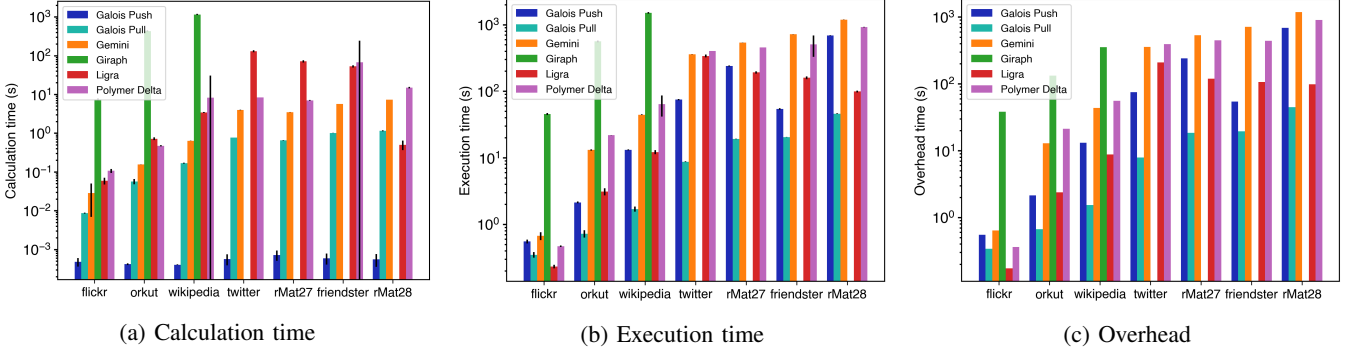 Calculation time (s)
10³
10²
10¹
10⁰
10⁻¹
10⁻²
10⁻³
Galois Push
Galois Pull
Gemini
Giraph
Ligra
Polymer Delta
flickr orkut wikipedia twitter rMat27 friendster rMat28
(a) Calculation time
Execution time (s)
10³
10²
10¹
10⁰
Galois Push
Galois Pull
Gemini
Giraph
Ligra
Polymer Delta
flickr orkut wikipedia twitter rMat27 friendster rMat28
(b) Execution time
Overhead time (s)
10³
10²
10¹
10⁰
Galois Push
Galois Pull
Gemini
Giraph
Ligra
Polymer Delta
flickr orkut wikipedia twitter rMat27 friendster rMat28
(c) Overhead